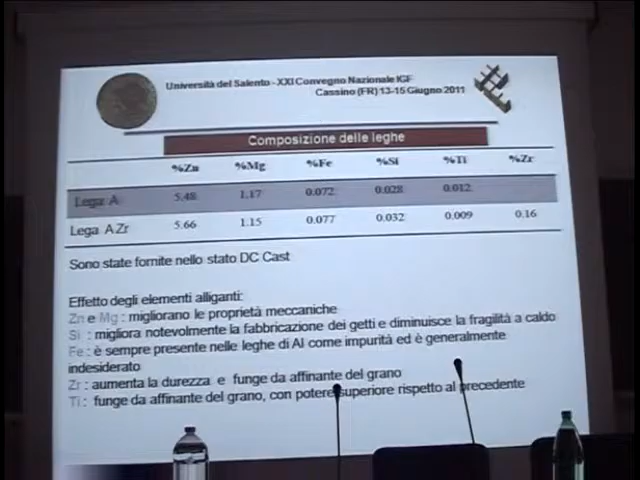 Università del Salento - XXI Convegno Nazionale IGF
Cassino (FR) 13-15 Giugno 2011
Composizione delle leghe
%Zn %Mg %Fe %Si %Ti %Zr
Lega A 5.48 1.17 0.072 0.028 0.012
Lega AZr 5.66 1.15 0.077 0.032 0.009 0.16
Sono state fornite nello stato DC Cast
Effetto degli elementi alliganti:
Zn e Mg : migliorano le proprietà meccaniche
Si : migliora notevolmente la fabbricazione dei getti e diminuisce la fragilità a caldo
Fe : è sempre presente nelle leghe di Al come impurità ed è generalmente
indesiderato
Zr : aumenta la durezza e funge da affinante del grano
Ti : funge da affinante del grano, con potere superiore rispetto al precedente